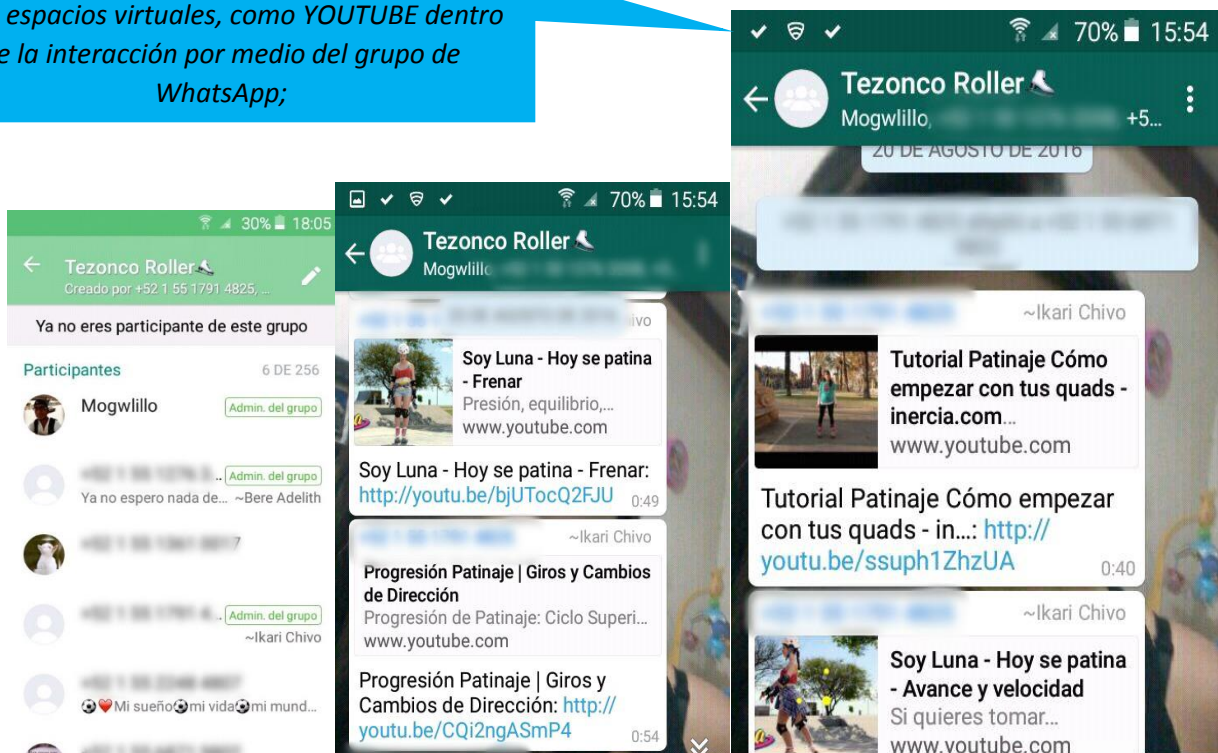 espacios virtuales, como YOUTUBE dentro
e la interacción por medio del grupo de
WhatsApp;
70% 15:54
Tezonco Roller
Mogwlillo, +5...
20 DE AGOSTO DE 2016
~Ikari Chivo
Tutorial Patinaje Cómo
empezar con tus quads -
inercia.com...
www.youtube.com
Tutorial Patinaje Cómo empezar
con tus quads - in...: http://
youtu.be/ssuph1ZhzUA 0:40
~Ikari Chivo
Soy Luna - Hoy se patina
- Avance y velocidad
Si quieres tomar...
www.youtube.com
70% 15:54
Tezonco Roller
Mogwlillo
ivo
Soy Luna - Hoy se patina
- Frenar
Presión, equilibrio,...
www.youtube.com
Soy Luna - Hoy se patina - Frenar:
http://youtu.be/bjUTocQ2FJU 0:49
~Ikari Chivo
Progresión Patinaje | Giros y Cambios
de Dirección
Progresión de Patinaje: Ciclo Superi...
www.youtube.com
Progresión Patinaje | Giros y
Cambios de Dirección: http://
youtu.be/CQi2ngASmP4 0:54
30% 18:05
Tezonco Roller
Creado por +52 1 55 1791 4825, ...
Ya no eres participante de este grupo
Participantes 6 DE 256
Mogwlillo Admin. del grupo
Admin. del grupo
Ya no espero nada de... ~Bere Adelith
Admin. del grupo
~Ikari Chivo
Mi sueño mi vida mi mund...